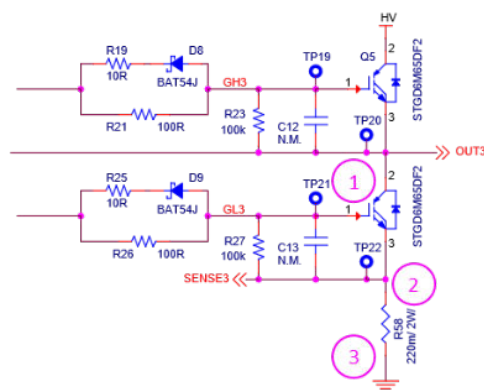 HV
R19
10R
D8
BAT54J
GH3
TP19
Q5
2
1
3
STGD6M65DF2
R21
100R
R23
100k
C12
N.M.
TP20
OUT3
1
R25
10R
D9
BAT54J
GL3
TP21
2
1
3
STGD6M65DF2
R26
100R
R27
100k
C13
N.M.
TP22
SENSE3
2
R58
220m/ 2W/
3